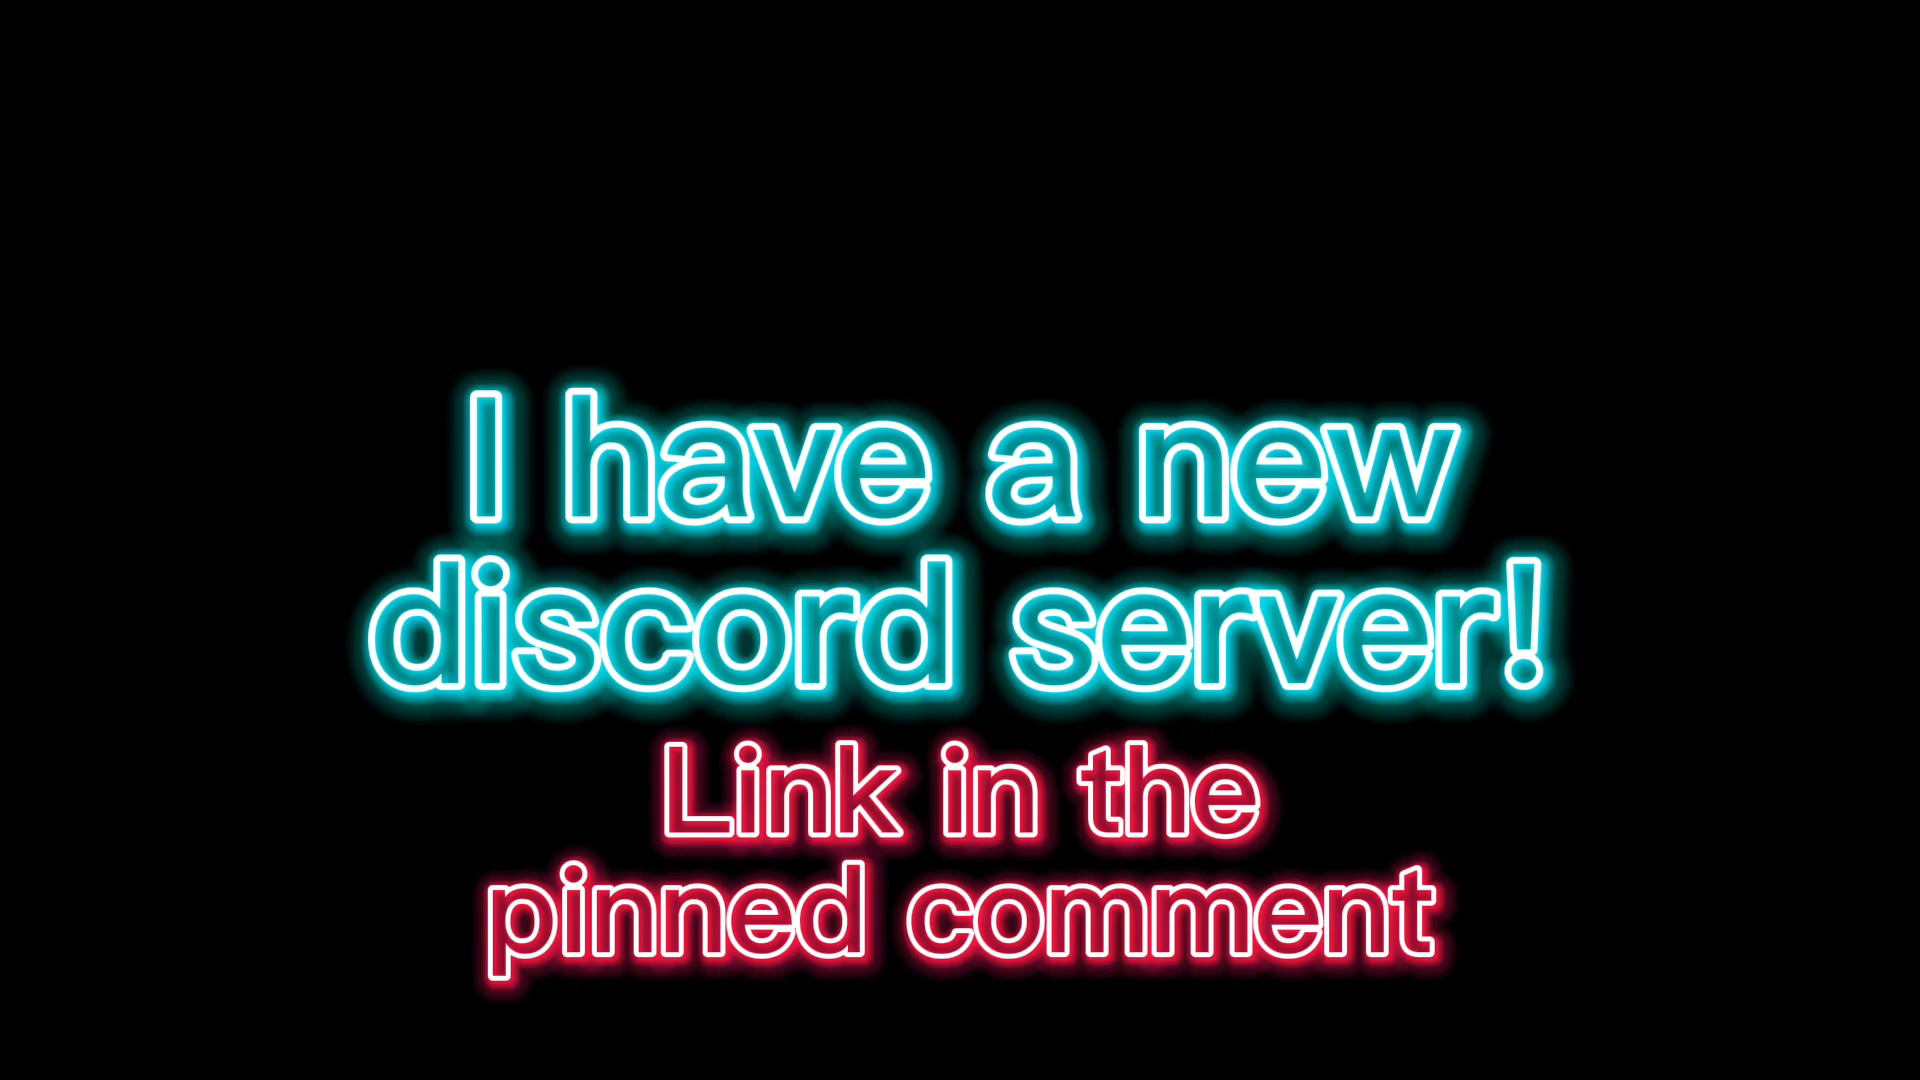 I have a new
discord server!
Link in the
pinned comment